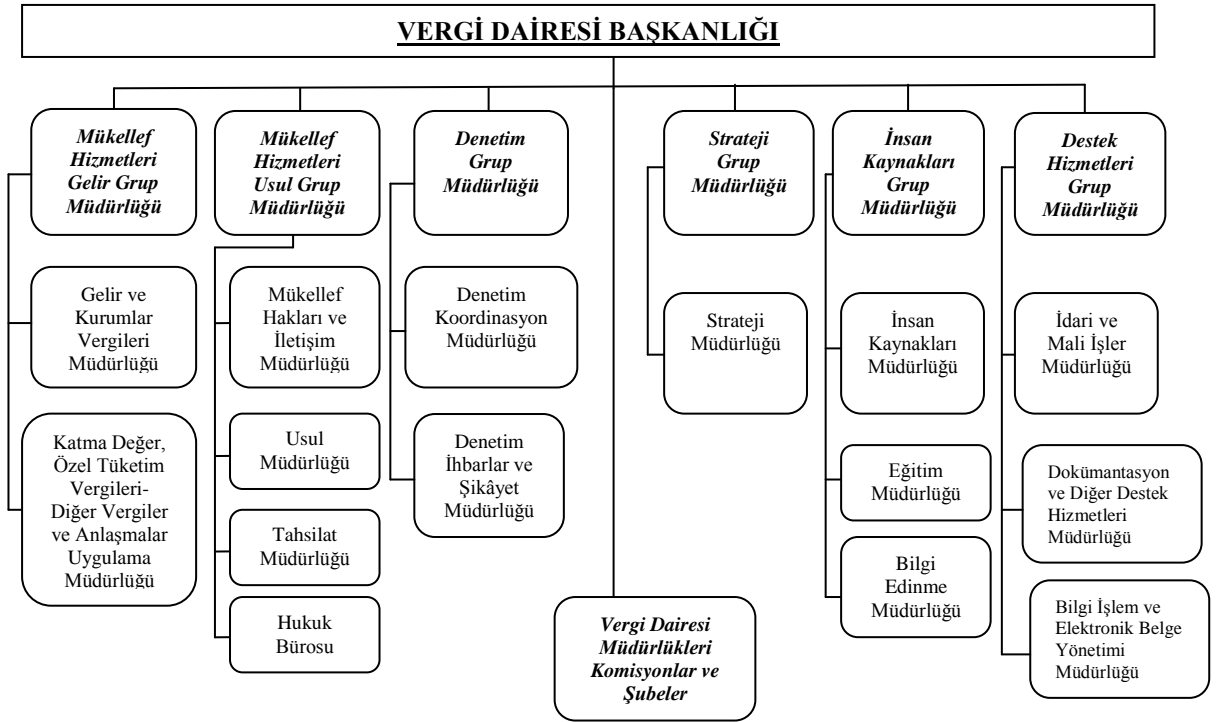 VERGİ DAİRESİ BAŞKANLIĞI
Mükellef
Hizmetleri
Gelir Grup
Müdürlüğü
Mükellef
Hizmetleri
Usul Grup
Müdürlüğü
Denetim
Grup
Müdürlüğü
Strateji
Grup
Müdürlüğü
İnsan
Kaynakları
Grup
Müdürlüğü
Destek
Hizmetleri
Grup
Müdürlüğü
Gelir ve
Kurumlar
Vergileri
Müdürlüğü
Mükellef
Hakları ve
İletişim
Müdürlüğü
Denetim
Koordinasyon
Müdürlüğü
Strateji
Müdürlüğü
İnsan
Kaynakları
Müdürlüğü
İdari ve
Mali İşler
Müdürlüğü
Katma Değer,
Özel Tüketim
Vergileri-
Diğer Vergiler
ve Anlaşmalar
Uygulama
Müdürlüğü
Usul
Müdürlüğü
Denetim
İhbarlar ve
Şikâyet
Müdürlüğü
Eğitim
Müdürlüğü
Dokümantasyon
ve Diğer Destek
Hizmetleri
Müdürlüğü
Tahsilat
Müdürlüğü
Bilgi
Edinme
Müdürlüğü
Hukuk
Bürosu
Vergi Dairesi
Müdürlükleri
Komisyonlar ve
Şubeler
Bilgi İşlem ve
Elektronik Belge
Yönetimi
Müdürlüğü